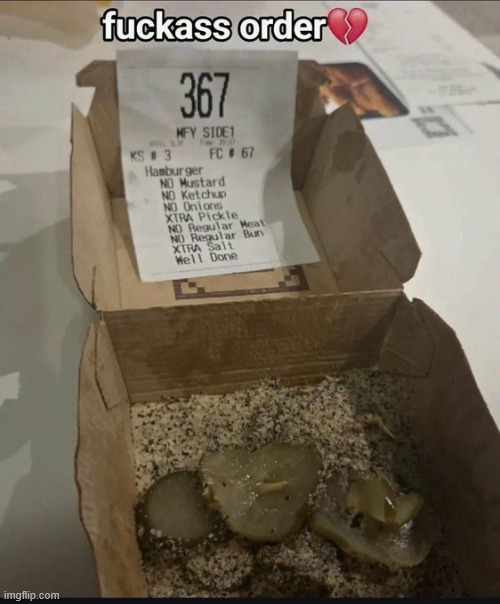 fuckass order💔
367
MFY SIDE1
KS # 3 FC # 67
Hamburger
NO Mustard
NO Ketchup
NO Onions
XTRA Pickle
NO Regular Meat
NO Regular Bun
XTRA Salt
Well Done
imgflip.com